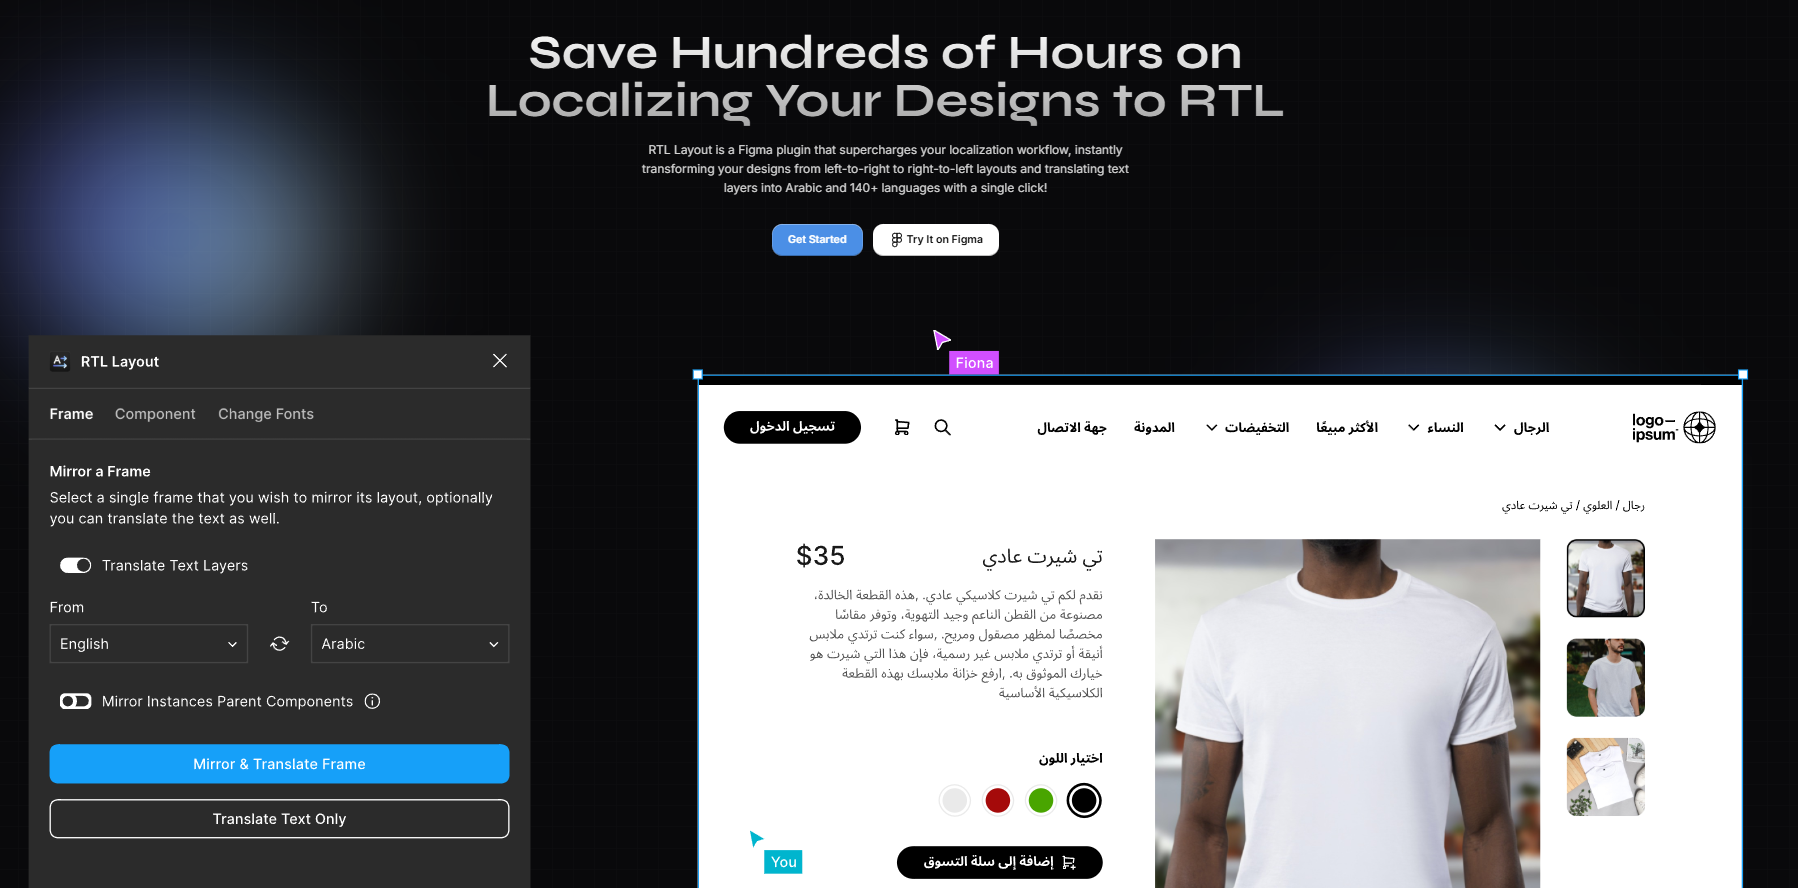 Save Hundreds of Hours on
Localizing Your Designs to RTL
RTL Layout is a Figma plugin that supercharges your localization workflow, instantly
transforming your designs from left-to-right to right-to-left layouts and translating text
layers into Arabic and 140+ languages with a single click!
Get Started
Try It on Figma
RTL Layout
Frame Component Change Fonts
Mirror a Frame
Select a single frame that you wish to mirror its layout, optionally
you can translate the text as well.
Translate Text Layers
From To
English Arabic
Mirror Instances Parent Components
Mirror & Translate Frame
Translate Text Only
Fiona
logo—
ipsum
الرجال النساء الأكثر مبيعًا التخفيضات المدونة جهة الاتصال
تسجيل الدخول
رجال / العلوي / تي شيرت عادي
تي شيرت عادي
$35
نقدم لكم تي شيرت كلاسيكي عادي. ,هذه القطعة الخالدة،
مصنوعة من القطن الناعم وجيد التهوية، وتوفر مقاسًا
مخصصًا لمظهر مصقول ومريح. ,سواء كنت ترتدي ملابس
أنيقة أو ترتدي ملابس غير رسمية، فإن هذا التي شيرت هو
خيارك الموثوق به. ,ارفع خزانة ملابسك بهذه القطعة
الكلاسيكية الأساسية
اختيار اللون
إضافة إلى سلة التسوق
You